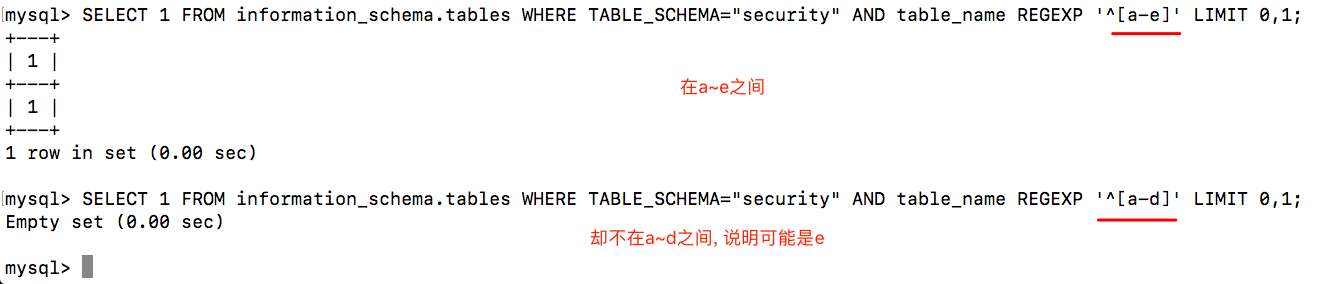 mysql> SELECT 1 FROM information_schema.tables WHERE TABLE_SCHEMA="security" AND table_name REGEXP '^[a-e]' LIMIT 0,1;
+---+
| 1 |
+---+
| 1 |
+---+
在a~e之间
1 row in set (0.00 sec)
mysql> SELECT 1 FROM information_schema.tables WHERE TABLE_SCHEMA="security" AND table_name REGEXP '^[a-d]' LIMIT 0,1;
Empty set (0.00 sec)
却不在a~d之间, 说明可能是e
mysql>